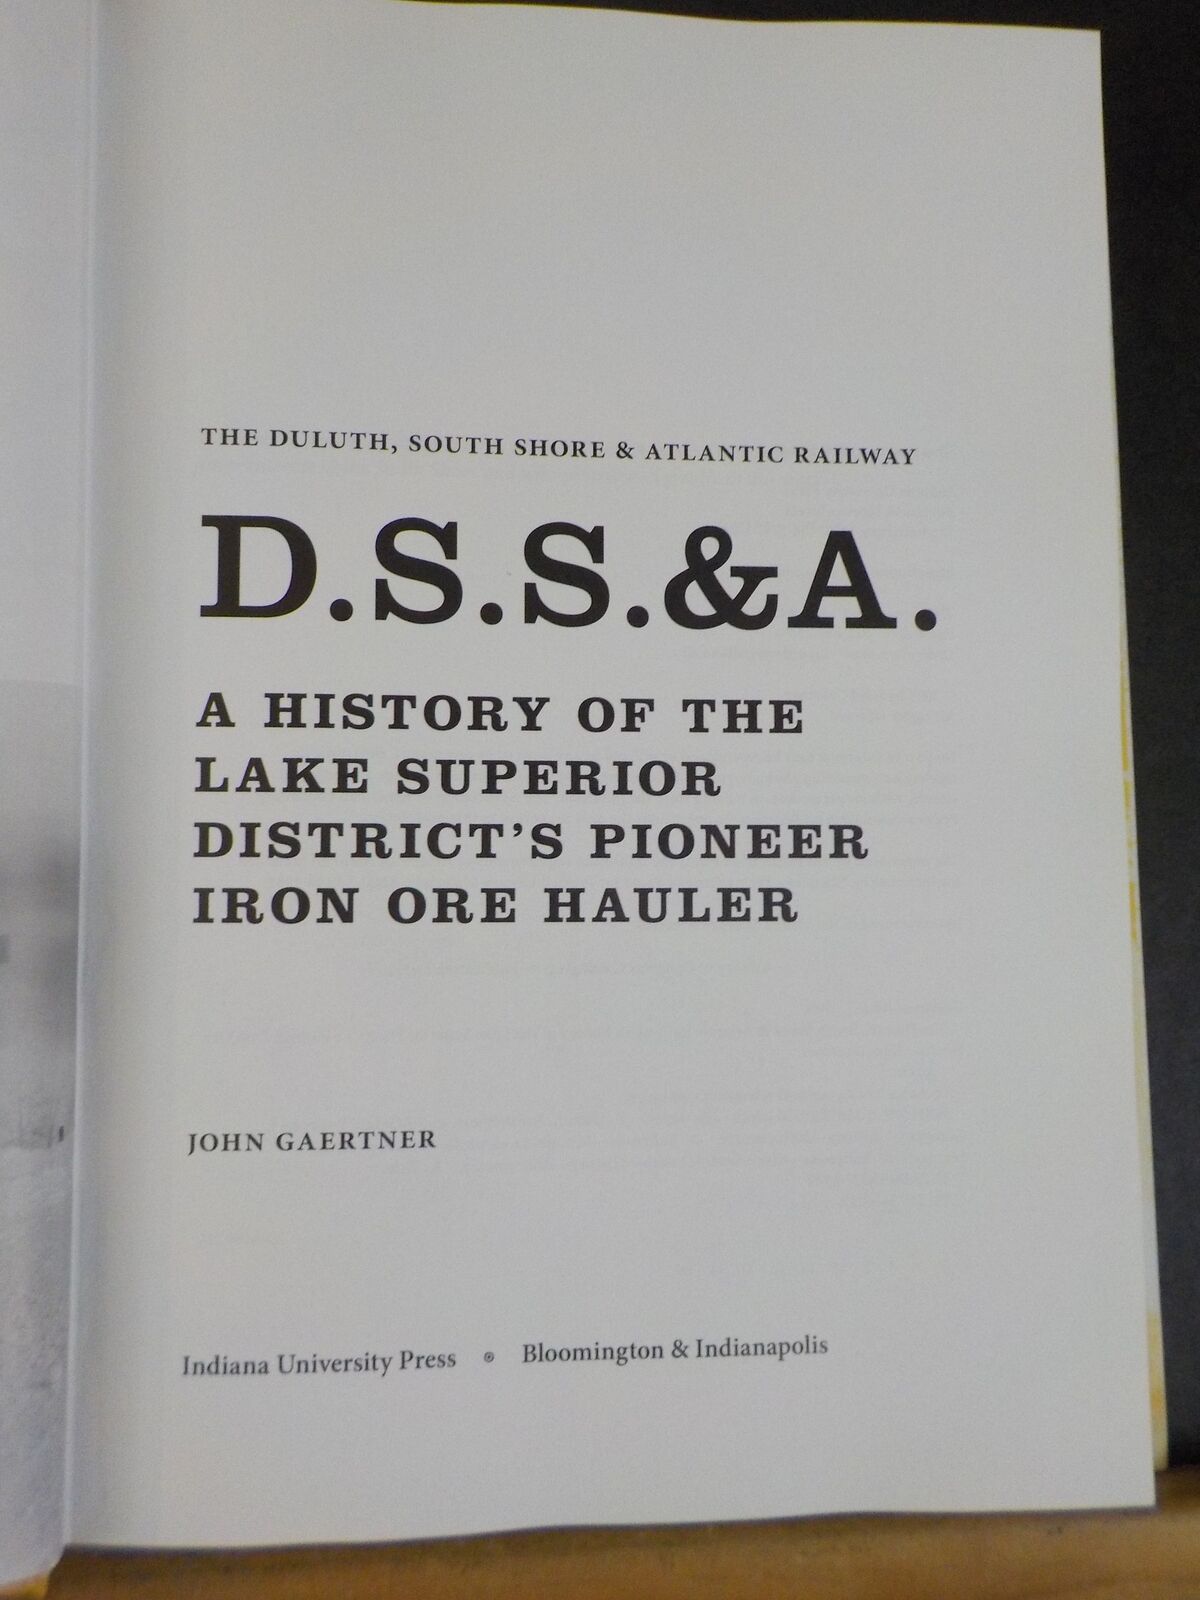 THE DULUTH, SOUTH SHORE & ATLANTIC RAILWAY
D.S.S.&A.
A HISTORY OF THE
LAKE SUPERIOR
DISTRICT'S PIONEER
IRON ORE HAULER
JOHN GAERTNER
Indiana University Press • Bloomington & Indianapolis